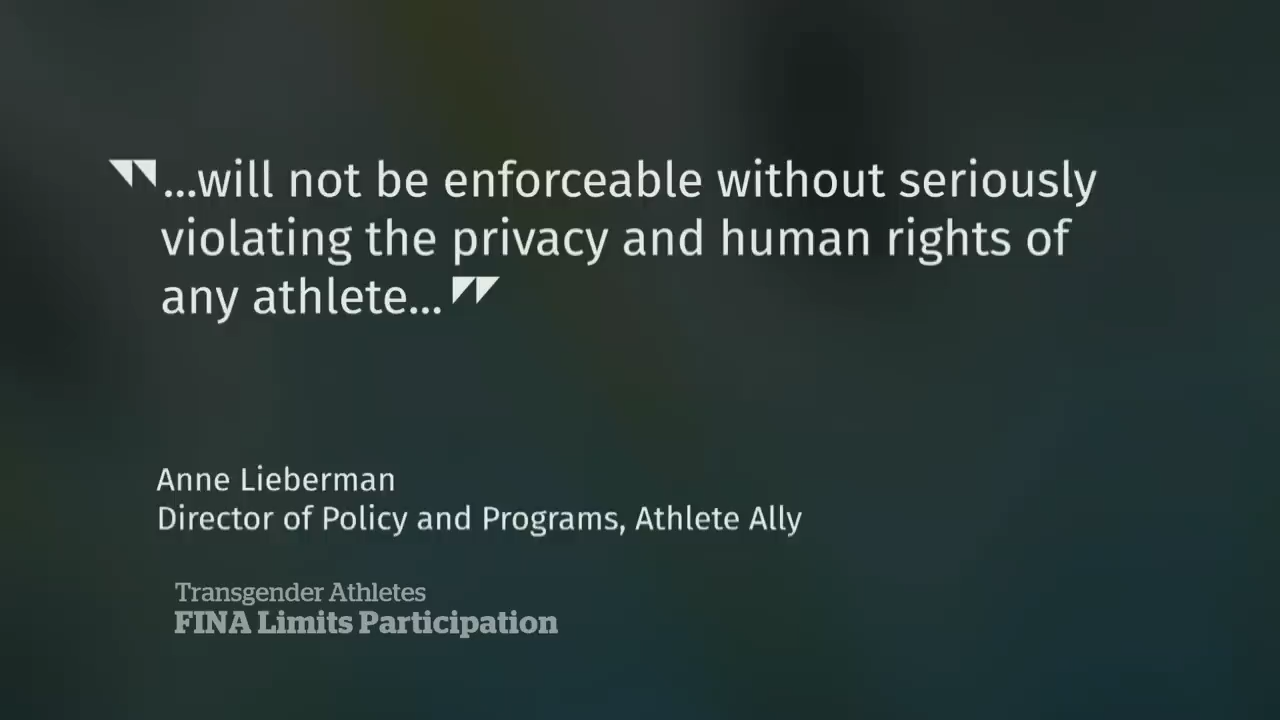 "...will not be enforceable without seriously
violating the privacy and human rights of
any athlete..."
Anne Lieberman
Director of Policy and Programs, Athlete Ally
Transgender Athletes
FINA Limits Participation